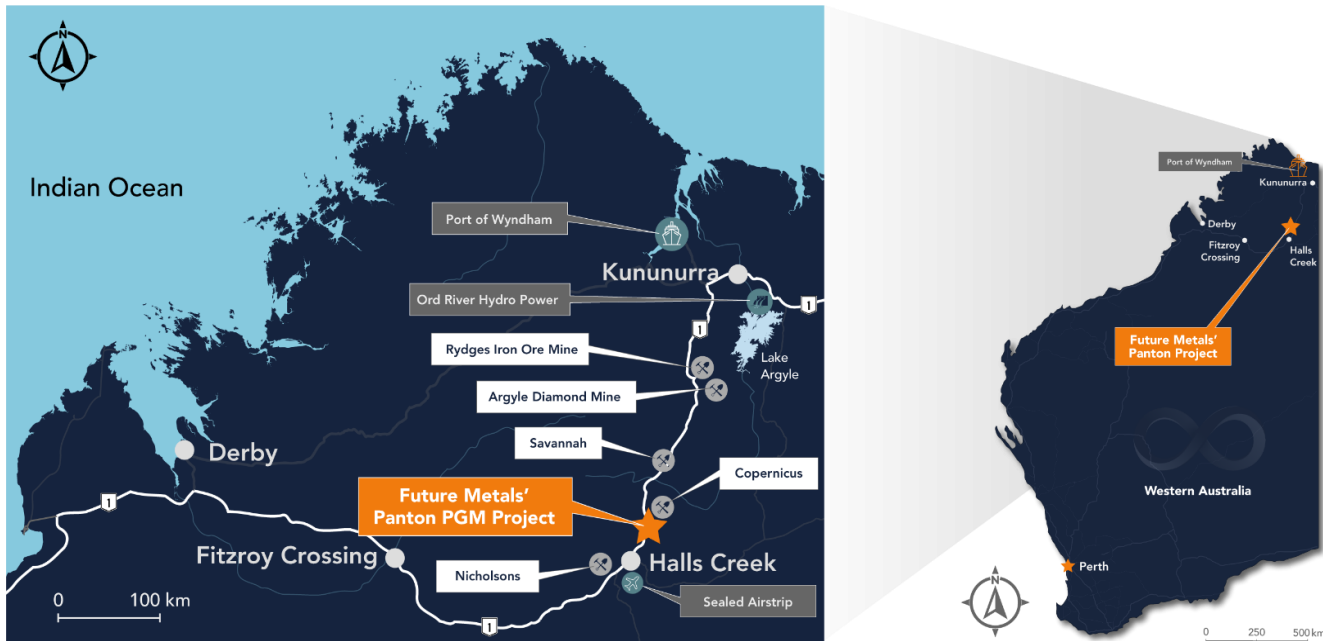 N
Indian Ocean
Port of Wyndham
Kununurra
Ord River Hydro Power
1
1
Rydges Iron Ore Mine
Lake
Argyle
Argyle Diamond Mine
Savannah
Derby
Copernicus
Future Metals’
Panton PGM Project
1
Fitzroy Crossing
Halls Creek
Nicholsons
Sealed Airstrip
0 100 km
1
Port of Wyndham
Kununurra
Derby
Fitzroy
Crossing
Halls
Creek
Future Metals’
Panton Project
Western Australia
Perth
N
0 250 500 km